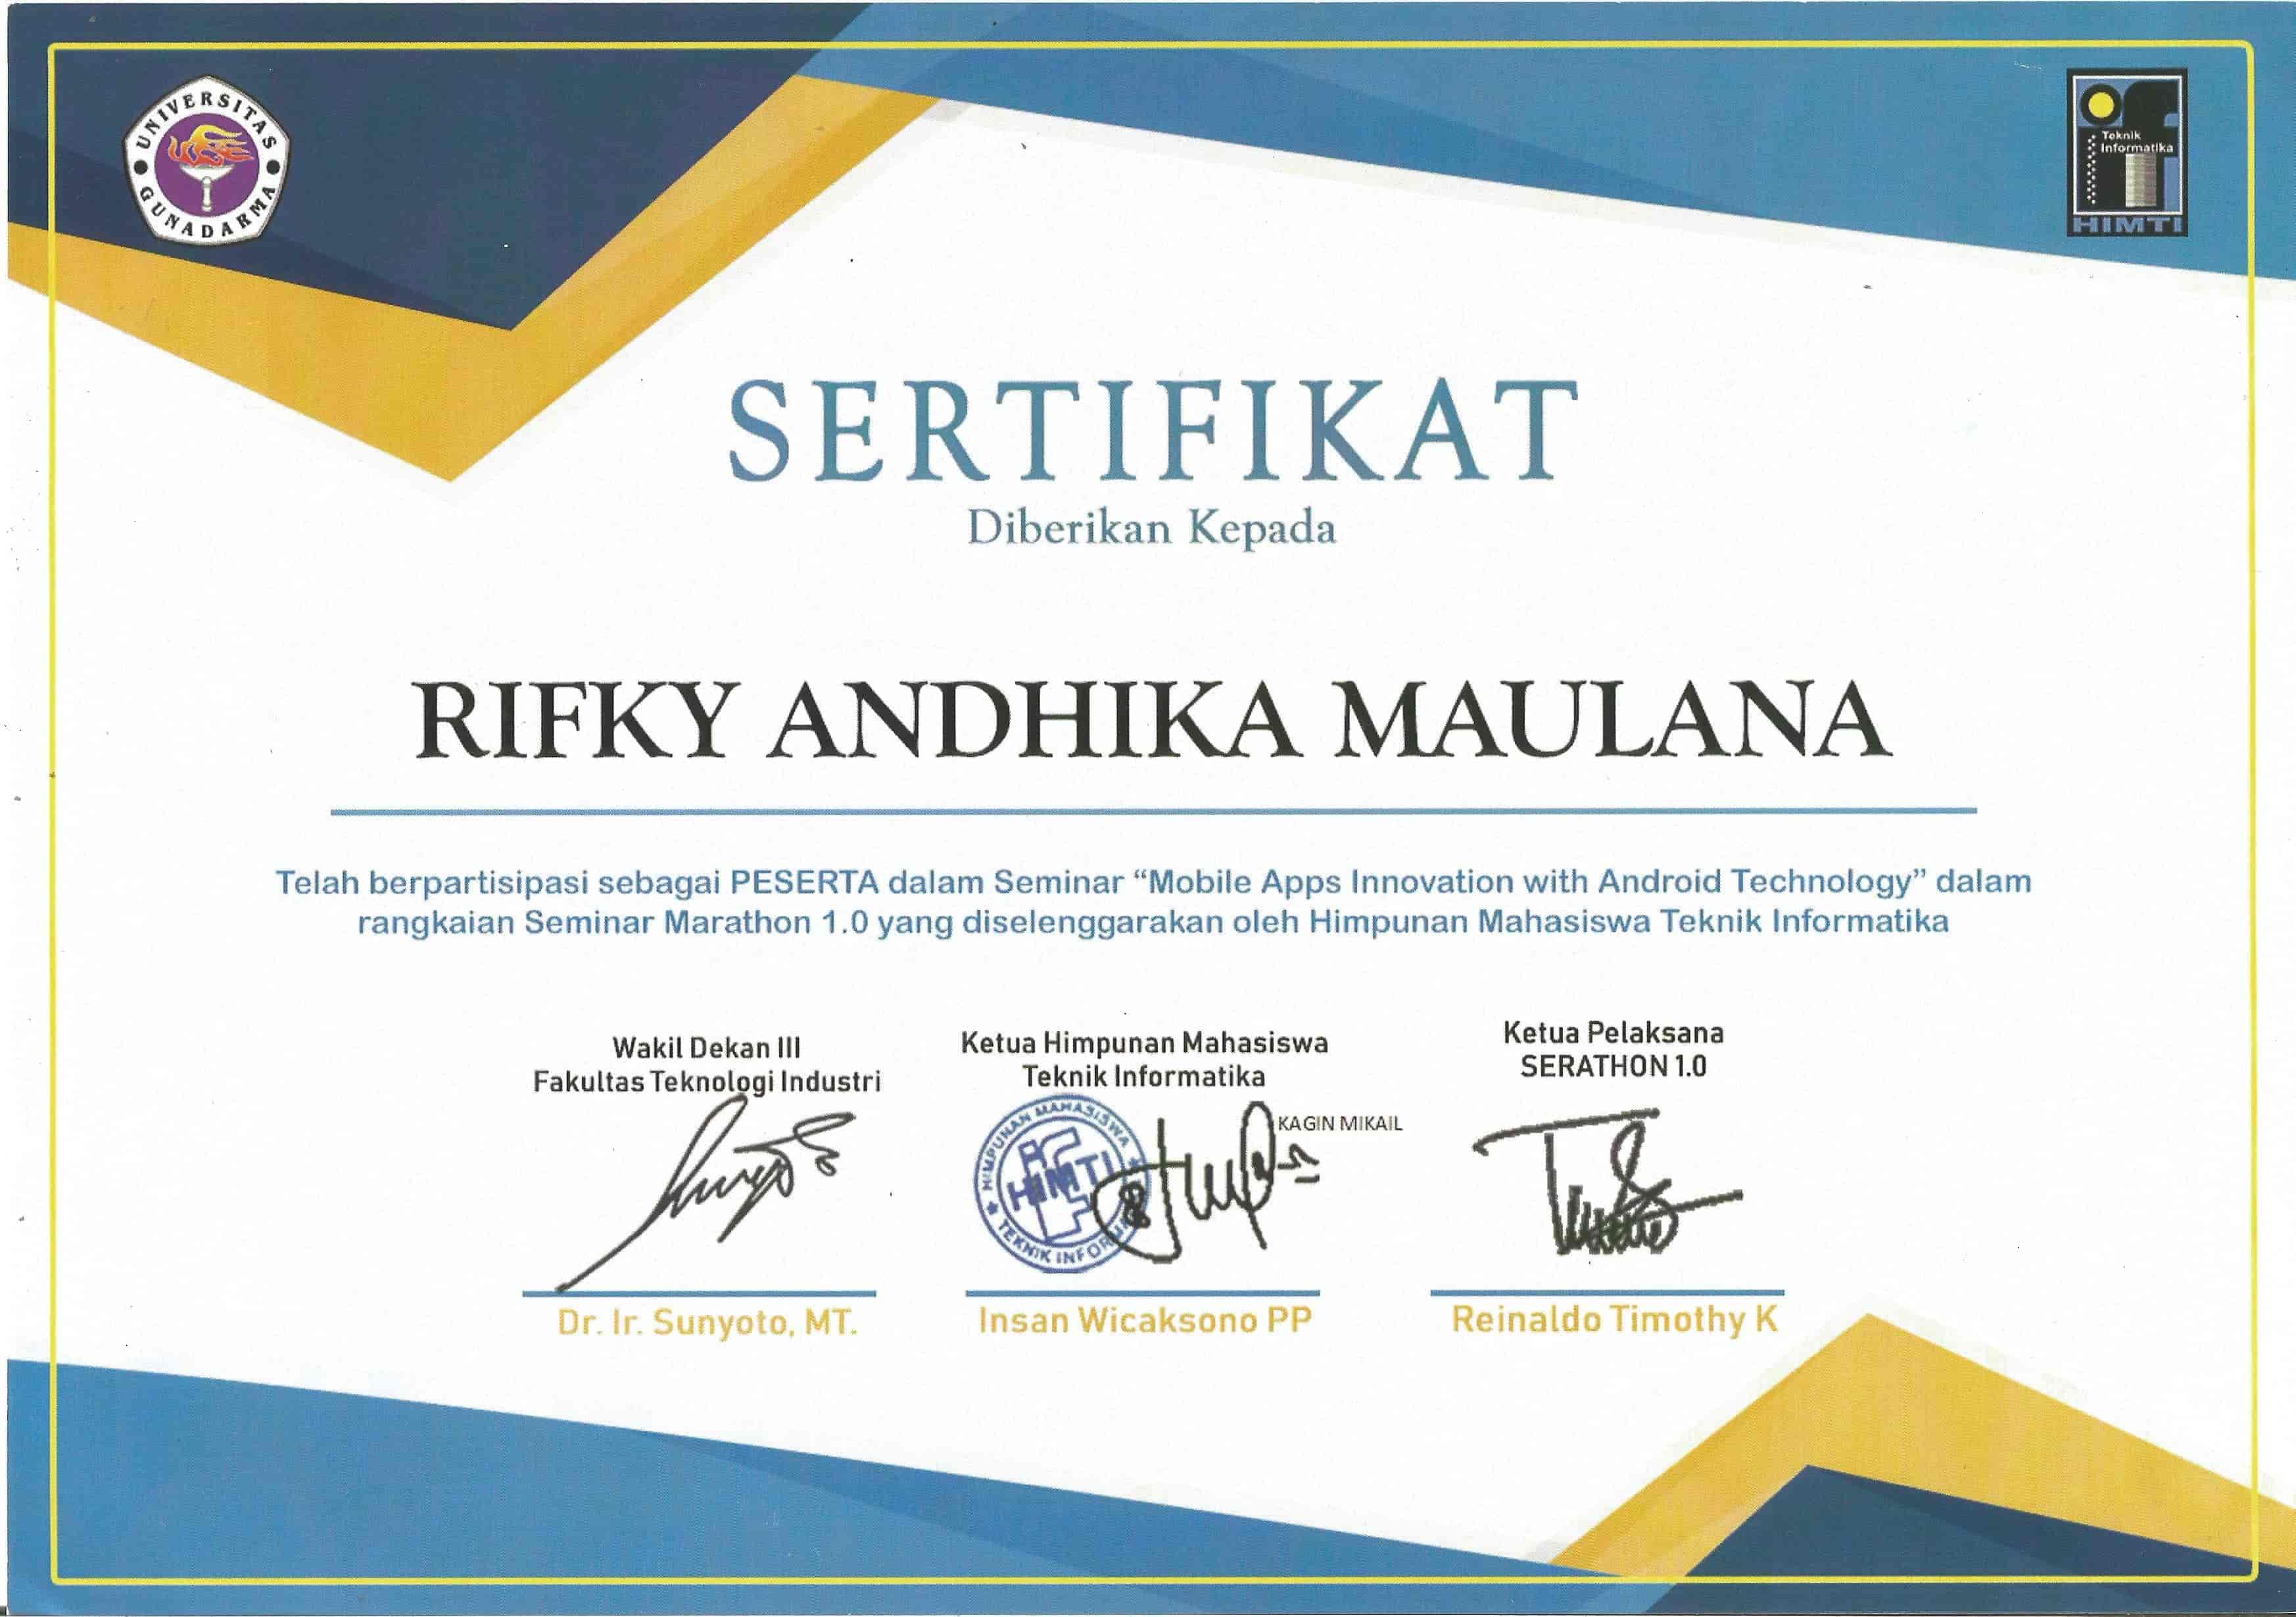 UNIVERSITAS GUNADARMA
Teknik
Informatika
HIMTI
SERTIFIKAT
Diberikan Kepada
RIFKY ANDHIKA MAULANA
Telah berpartisipasi sebagai PESERTA dalam Seminar “Mobile Apps Innovation with Android Technology” dalam
rangkaian Seminar Marathon 1.0 yang diselenggarakan oleh Himpunan Mahasiswa Teknik Informatika
Wakil Dekan III
Fakultas Teknologi Industri
Dr. Ir. Sunyoto, MT.
Ketua Himpunan Mahasiswa
Teknik Informatika
KAGIN MIKAIL
HIMPUNAN MAHASISWA
HIMTI
TEKNIK
Insan Wicaksono PP
Ketua Pelaksana
SERATHON 1.0
Reinaldo Timothy K